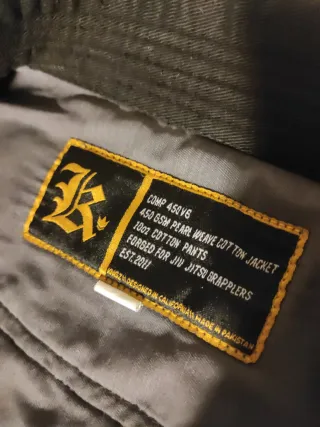 K
COMP 450V6
450 GSM PEARL WEAVE COTTON JACKET
10oz COTTON PANTS
FORGED FOR JIU JITSU GRAPPLERS
EST.2011
DESIGNED IN CALIFORNIA MADE IN PAKISTAN